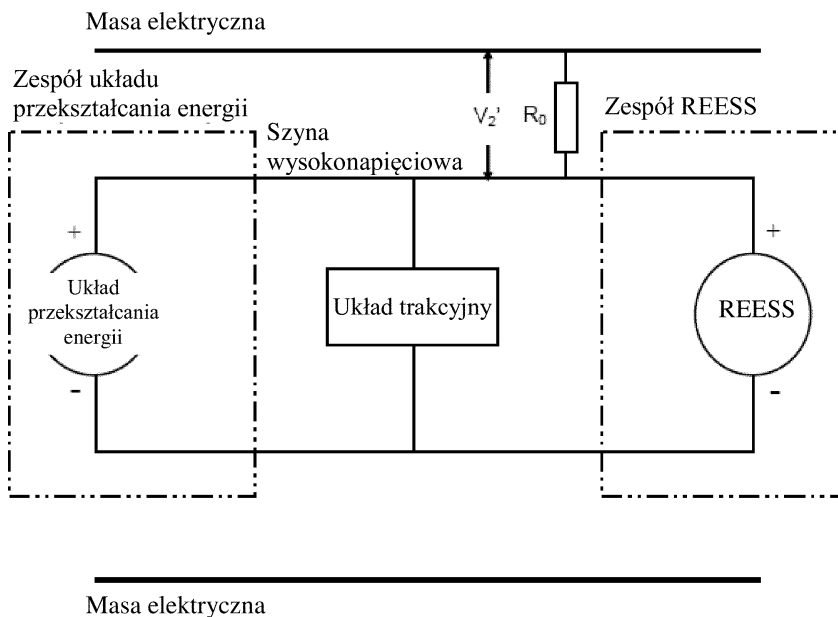 Masa elektryczna
Zespół układu
przekształcania energii
Szyna
wysokonapięciowa
V₂'
R₀
Zespół REESS
+
+
Układ
przekształcania
energii
Układ trakcyjny
REESS
-
-
Masa elektryczna